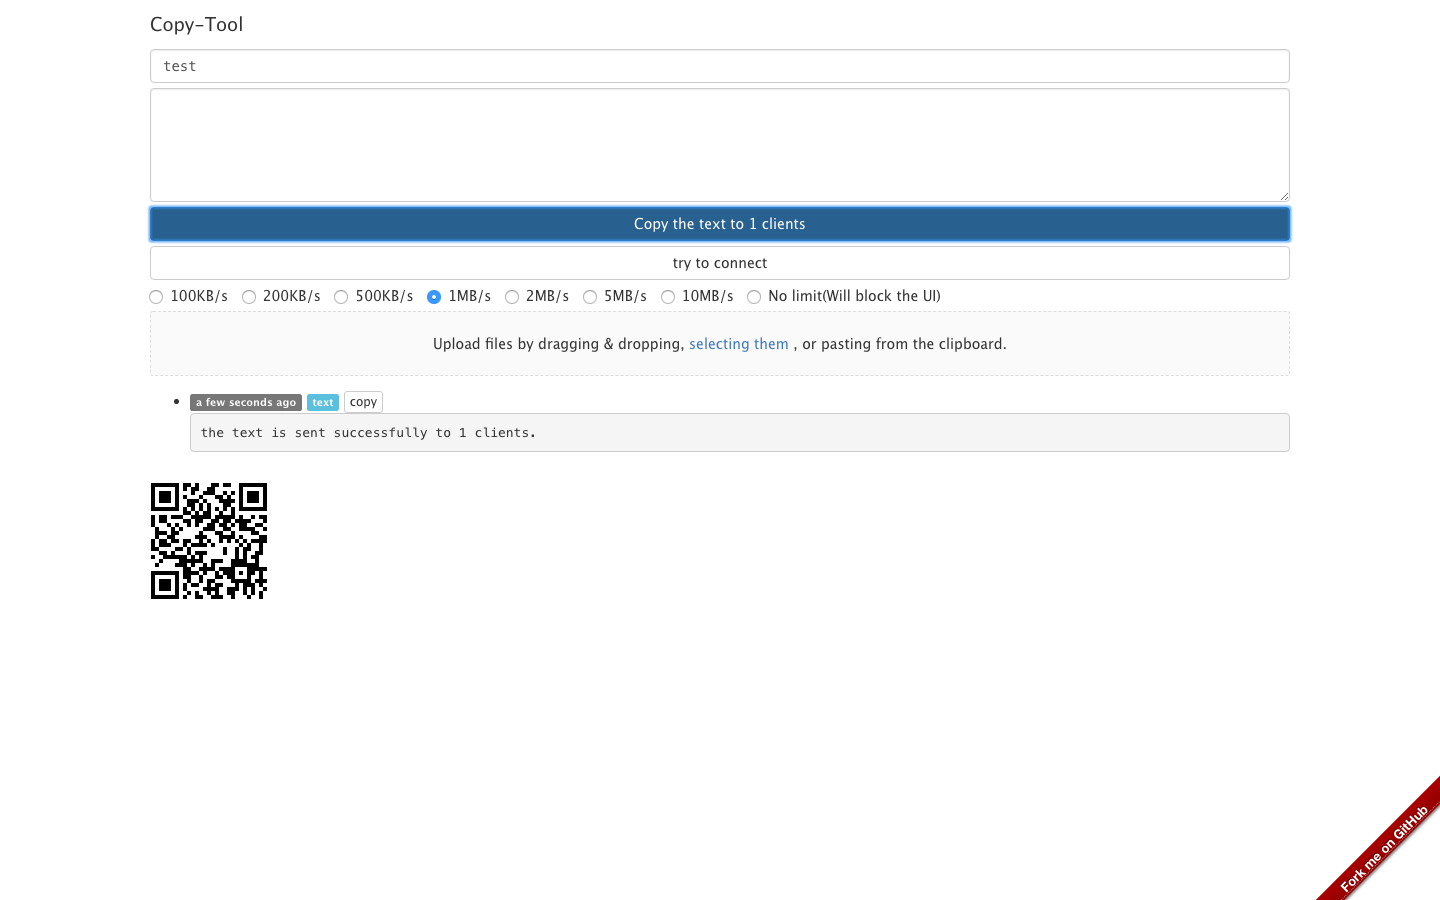 Copy-Tool
test
Copy the text to 1 clients
try to connect
100KB/s 200KB/s 500KB/s 1MB/s 2MB/s 5MB/s 10MB/s No limit(Will block the UI)
Upload files by dragging & dropping, selecting them , or pasting from the clipboard.
a few seconds ago text copy
the text is sent successfully to 1 clients.
Fork me on GitHub